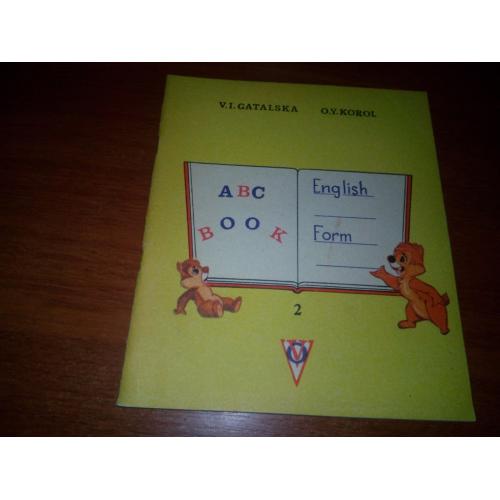 V.I.GATALSKA O.Y.KOROL
ABC
BOOK
English
Form
2